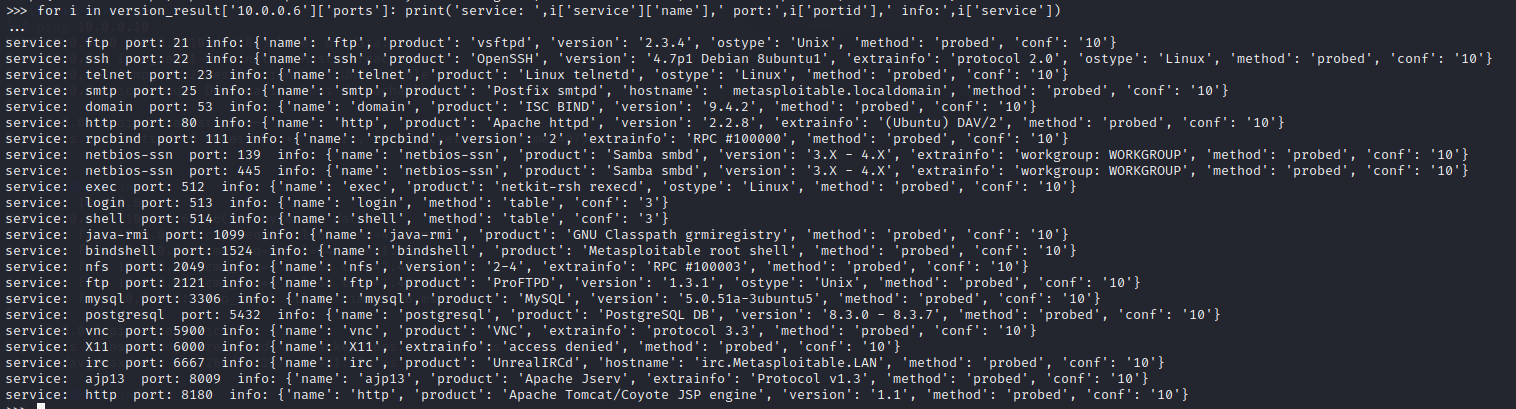 >>> for i in version_result['10.0.0.6']['ports']: print('service: ',i['service']['name'],' port:',i['portid'],' info:',i['service'])
...
service:  ftp  port: 21  info: {'name': 'ftp', 'product': 'vsftpd', 'version': '2.3.4', 'ostype': 'Unix', 'method': 'probed', 'conf': '10'}
service:  ssh  port: 22  info: {'name': 'ssh', 'product': 'OpenSSH', 'version': '4.7p1 Debian 8ubuntu1', 'extrainfo': 'protocol 2.0', 'ostype': 'Linux', 'method': 'probed', 'conf': '10'}
service:  telnet  port: 23  info: {'name': 'telnet', 'product': 'Linux telnetd', 'ostype': 'Linux', 'method': 'probed', 'conf': '10'}
service:  smtp  port: 25  info: {'name': 'smtp', 'product': 'Postfix smtpd', 'hostname': ' metasploitable.localdomain', 'method': 'probed', 'conf': '10'}
service:  domain  port: 53  info: {'name': 'domain', 'product': 'ISC BIND', 'version': '9.4.2', 'method': 'probed', 'conf': '10'}
service:  http  port: 80  info: {'name': 'http', 'product': 'Apache httpd', 'version': '2.2.8', 'extrainfo': '(Ubuntu) DAV/2', 'method': 'probed', 'conf': '10'}
service:  rpcbind  port: 111  info: {'name': 'rpcbind', 'version': '2', 'extrainfo': 'RPC #100000', 'method': 'probed', 'conf': '10'}
service:  netbios-ssn  port: 139  info: {'name': 'netbios-ssn', 'product': 'Samba smbd', 'version': '3.X - 4.X', 'extrainfo': 'workgroup: WORKGROUP', 'method': 'probed', 'conf': '10'}
service:  netbios-ssn  port: 445  info: {'name': 'netbios-ssn', 'product': 'Samba smbd', 'version': '3.X - 4.X', 'extrainfo': 'workgroup: WORKGROUP', 'method': 'probed', 'conf': '10'}
service:  exec  port: 512  info: {'name': 'exec', 'product': 'netkit-rsh rexecd', 'ostype': 'Linux', 'method': 'probed', 'conf': '10'}
service:  login  port: 513  info: {'name': 'login', 'method': 'table', 'conf': '3'}
service:  shell  port: 514  info: {'name': 'shell', 'method': 'table', 'conf': '3'}
service:  java-rmi  port: 1099  info: {'name': 'java-rmi', 'product': 'GNU Classpath grmiregistry', 'method': 'probed', 'conf': '10'}
service:  bindshell  port: 1524  info: {'name': 'bindshell', 'product': 'Metasploitable root shell', 'method': 'probed', 'conf': '10'}
service:  nfs  port: 2049  info: {'name': 'nfs', 'version': '2-4', 'extrainfo': 'RPC #100003', 'method': 'probed', 'conf': '10'}
service:  ftp  port: 2121  info: {'name': 'ftp', 'product': 'ProFTPD', 'version': '1.3.1', 'ostype': 'Unix', 'method': 'probed', 'conf': '10'}
service:  mysql  port: 3306  info: {'name': 'mysql', 'product': 'MySQL', 'version': '5.0.51a-3ubuntu5', 'method': 'probed', 'conf': '10'}
service:  postgresql  port: 5432  info: {'name': 'postgresql', 'product': 'PostgreSQL DB', 'version': '8.3.0 - 8.3.7', 'method': 'probed', 'conf': '10'}
service:  vnc  port: 5900  info: {'name': 'vnc', 'product': 'VNC', 'extrainfo': 'protocol 3.3', 'method': 'probed', 'conf': '10'}
service:  X11  port: 6000  info: {'name': 'X11', 'extrainfo': 'access denied', 'method': 'probed', 'conf': '10'}
service:  irc  port: 6667  info: {'name': 'irc', 'product': 'UnrealIRCd', 'hostname': 'irc.Metasploitable.LAN', 'method': 'probed', 'conf': '10'}
service:  ajp13  port: 8009  info: {'name': 'ajp13', 'product': 'Apache Jserv', 'extrainfo': 'Protocol v1.3', 'method': 'probed', 'conf': '10'}
service:  http  port: 8180  info: {'name': 'http', 'product': 'Apache Tomcat/Coyote JSP engine', 'version': '1.1', 'method': 'probed', 'conf': '10'}
>>>